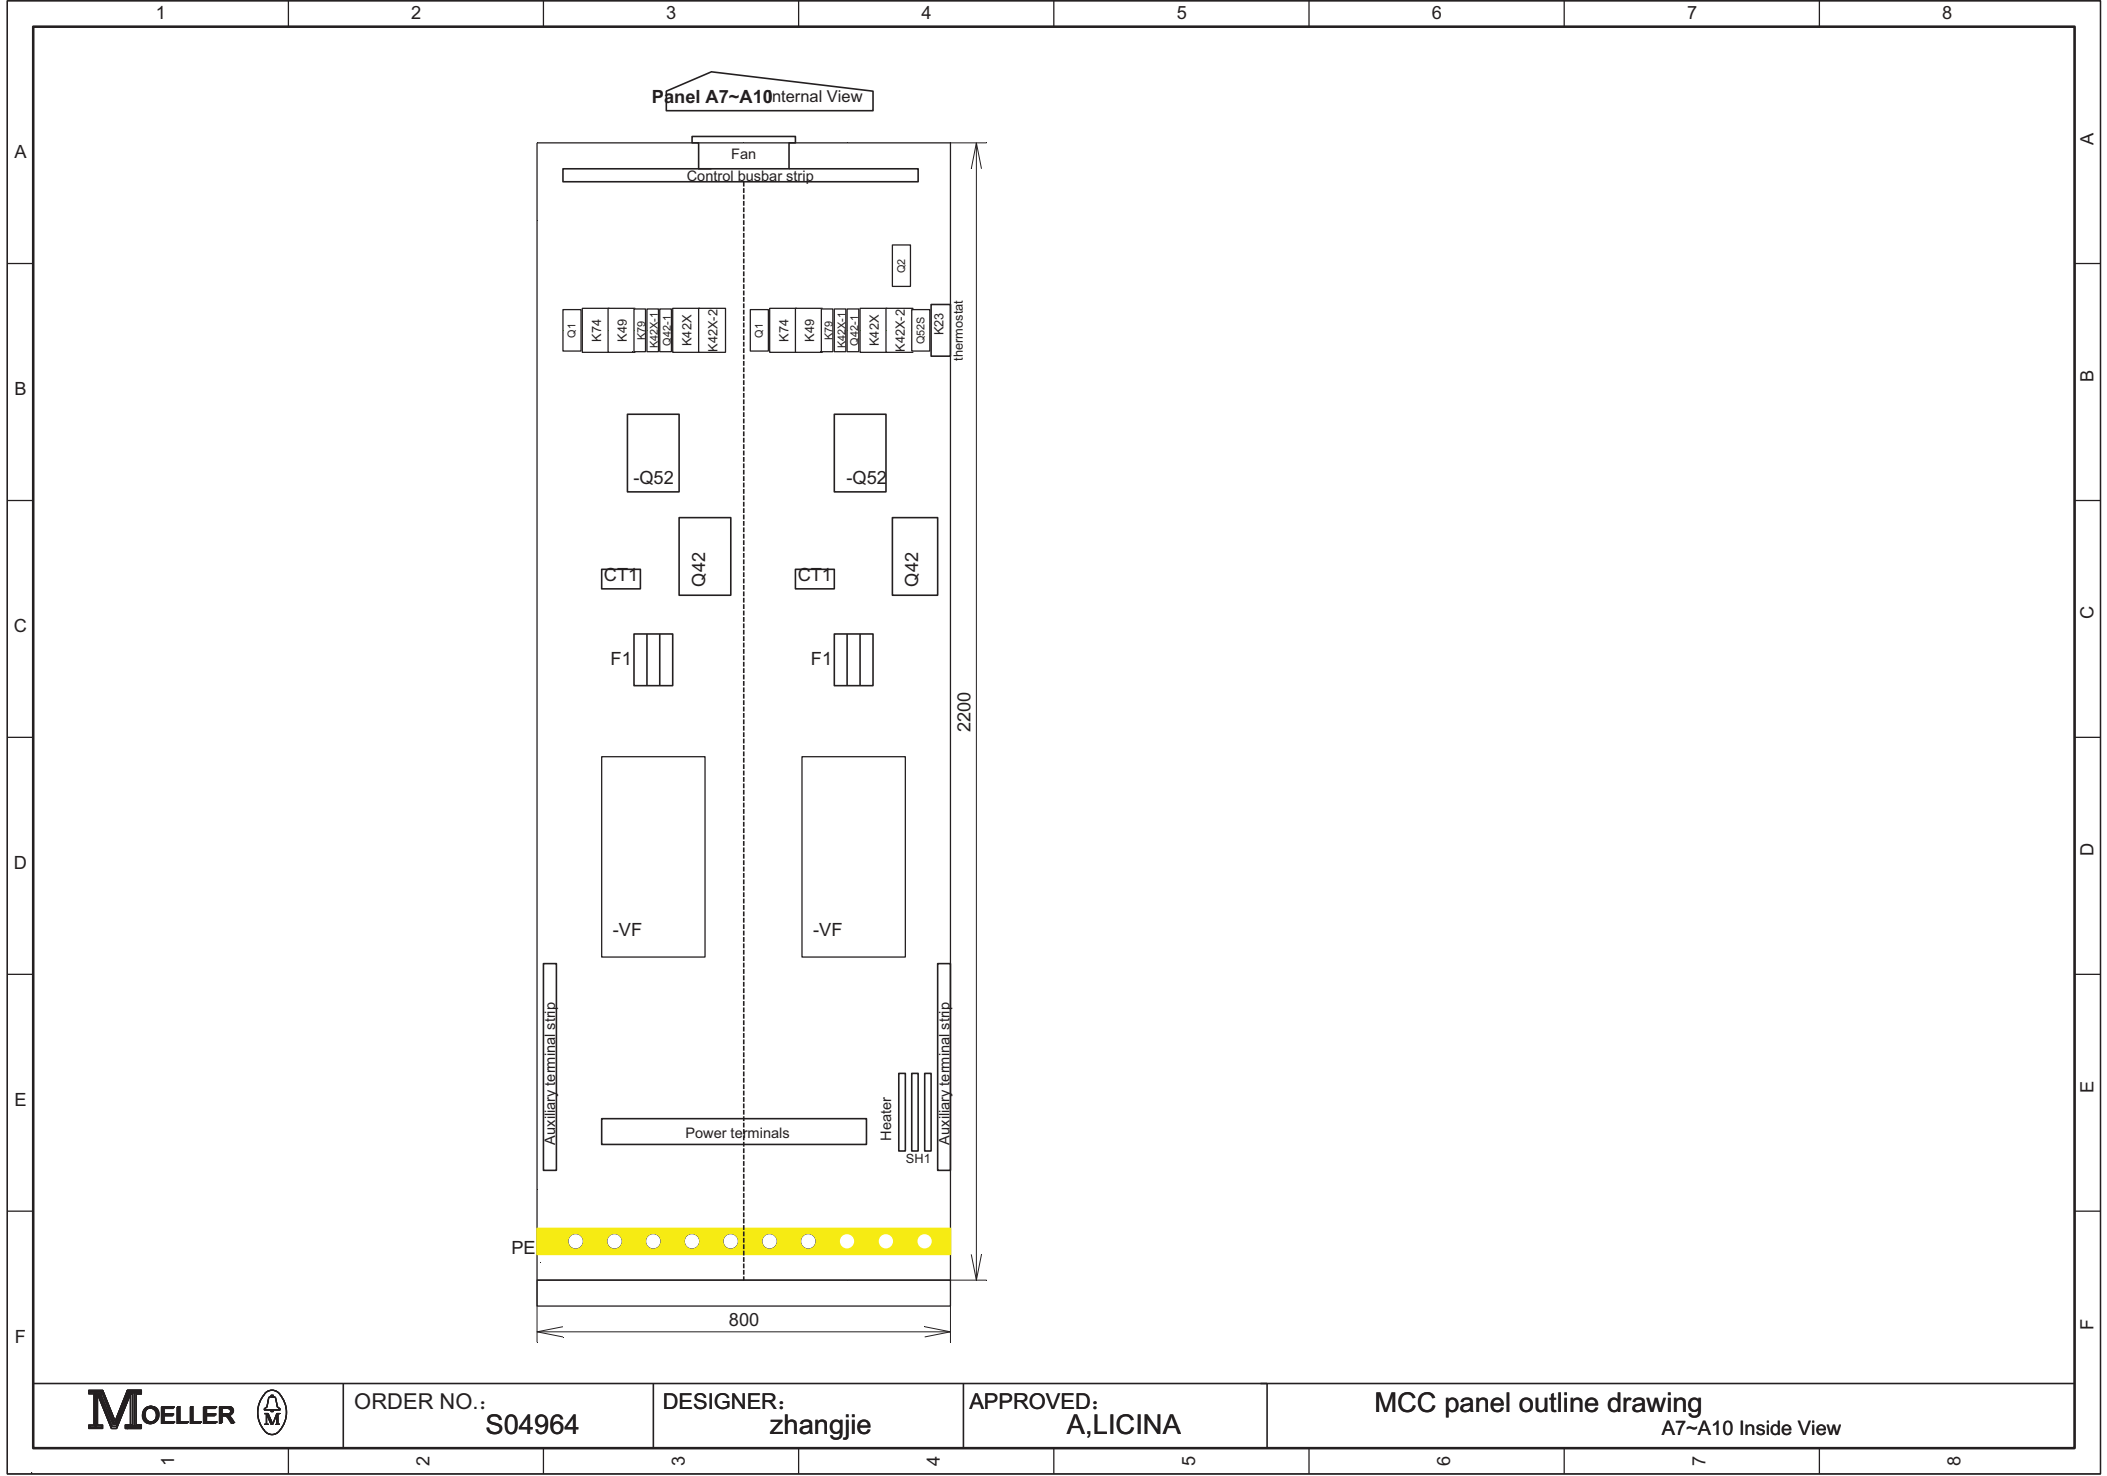 1 2 3 4 5 6 7 8
Panel A7~A10 Internal View
A A
Fan
Control busbar strip
2200
Q2
Q1 K74 K49 K79 K42X-1 Q42-1 K42X K42X-2 Q1 K74 K49 K79 K42X-1 Q42-1 K42X K42X-2 Q52S K23 thermostat
B B
-Q52 -Q52
Q42 Q42
CT1 CT1
C C
F1 F1
D D
-VF -VF
Auxiliary terminal strip Auxiliary terminal strip
E E
Heater
Power terminals
SH1
PE
800
F F
MOELLER M
ORDER NO.:
S04964
DESIGNER:
zhangjie
APPROVED:
A,LICINA
MCC panel outline drawing
A7~A10 Inside View
1 2 3 4 5 6 7 8